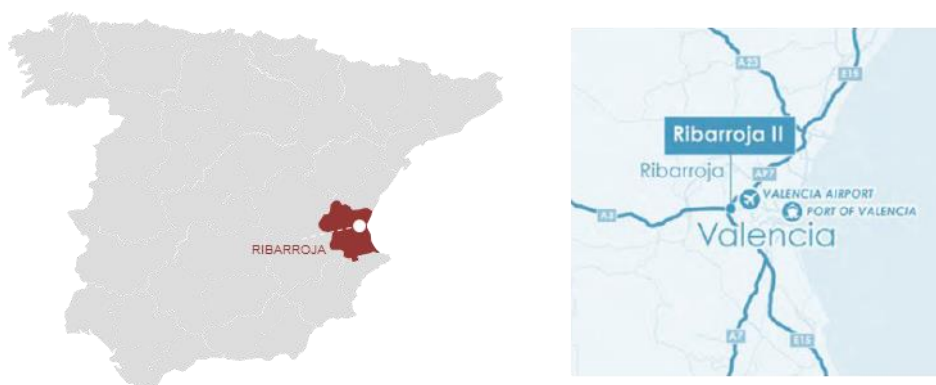 RIBARROJA
A23
E15
Ribarroja II
Ribarroja
AP7
VALENCIA AIRPORT
A3
PORT OF VALENCIA
Valencia
A7
E15